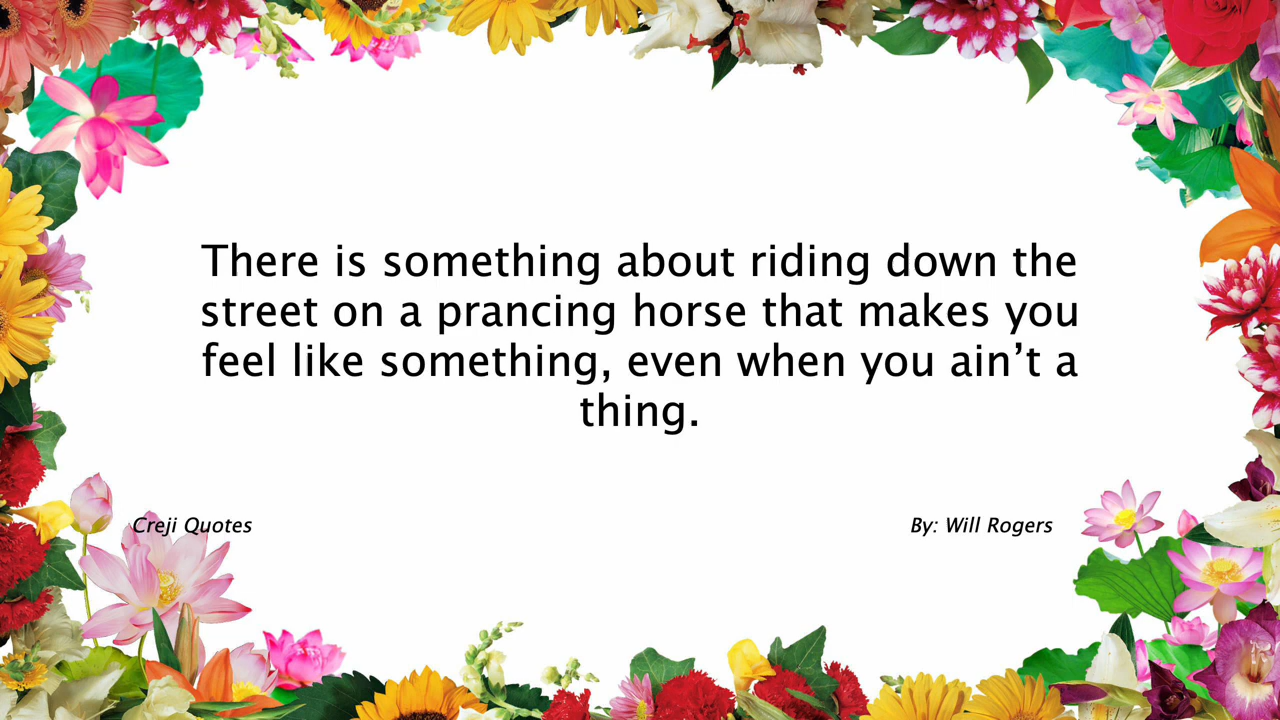 There is something about riding down the
street on a prancing horse that makes you
feel like something, even when you ain’t a
thing.
Creji Quotes
By: Will Rogers